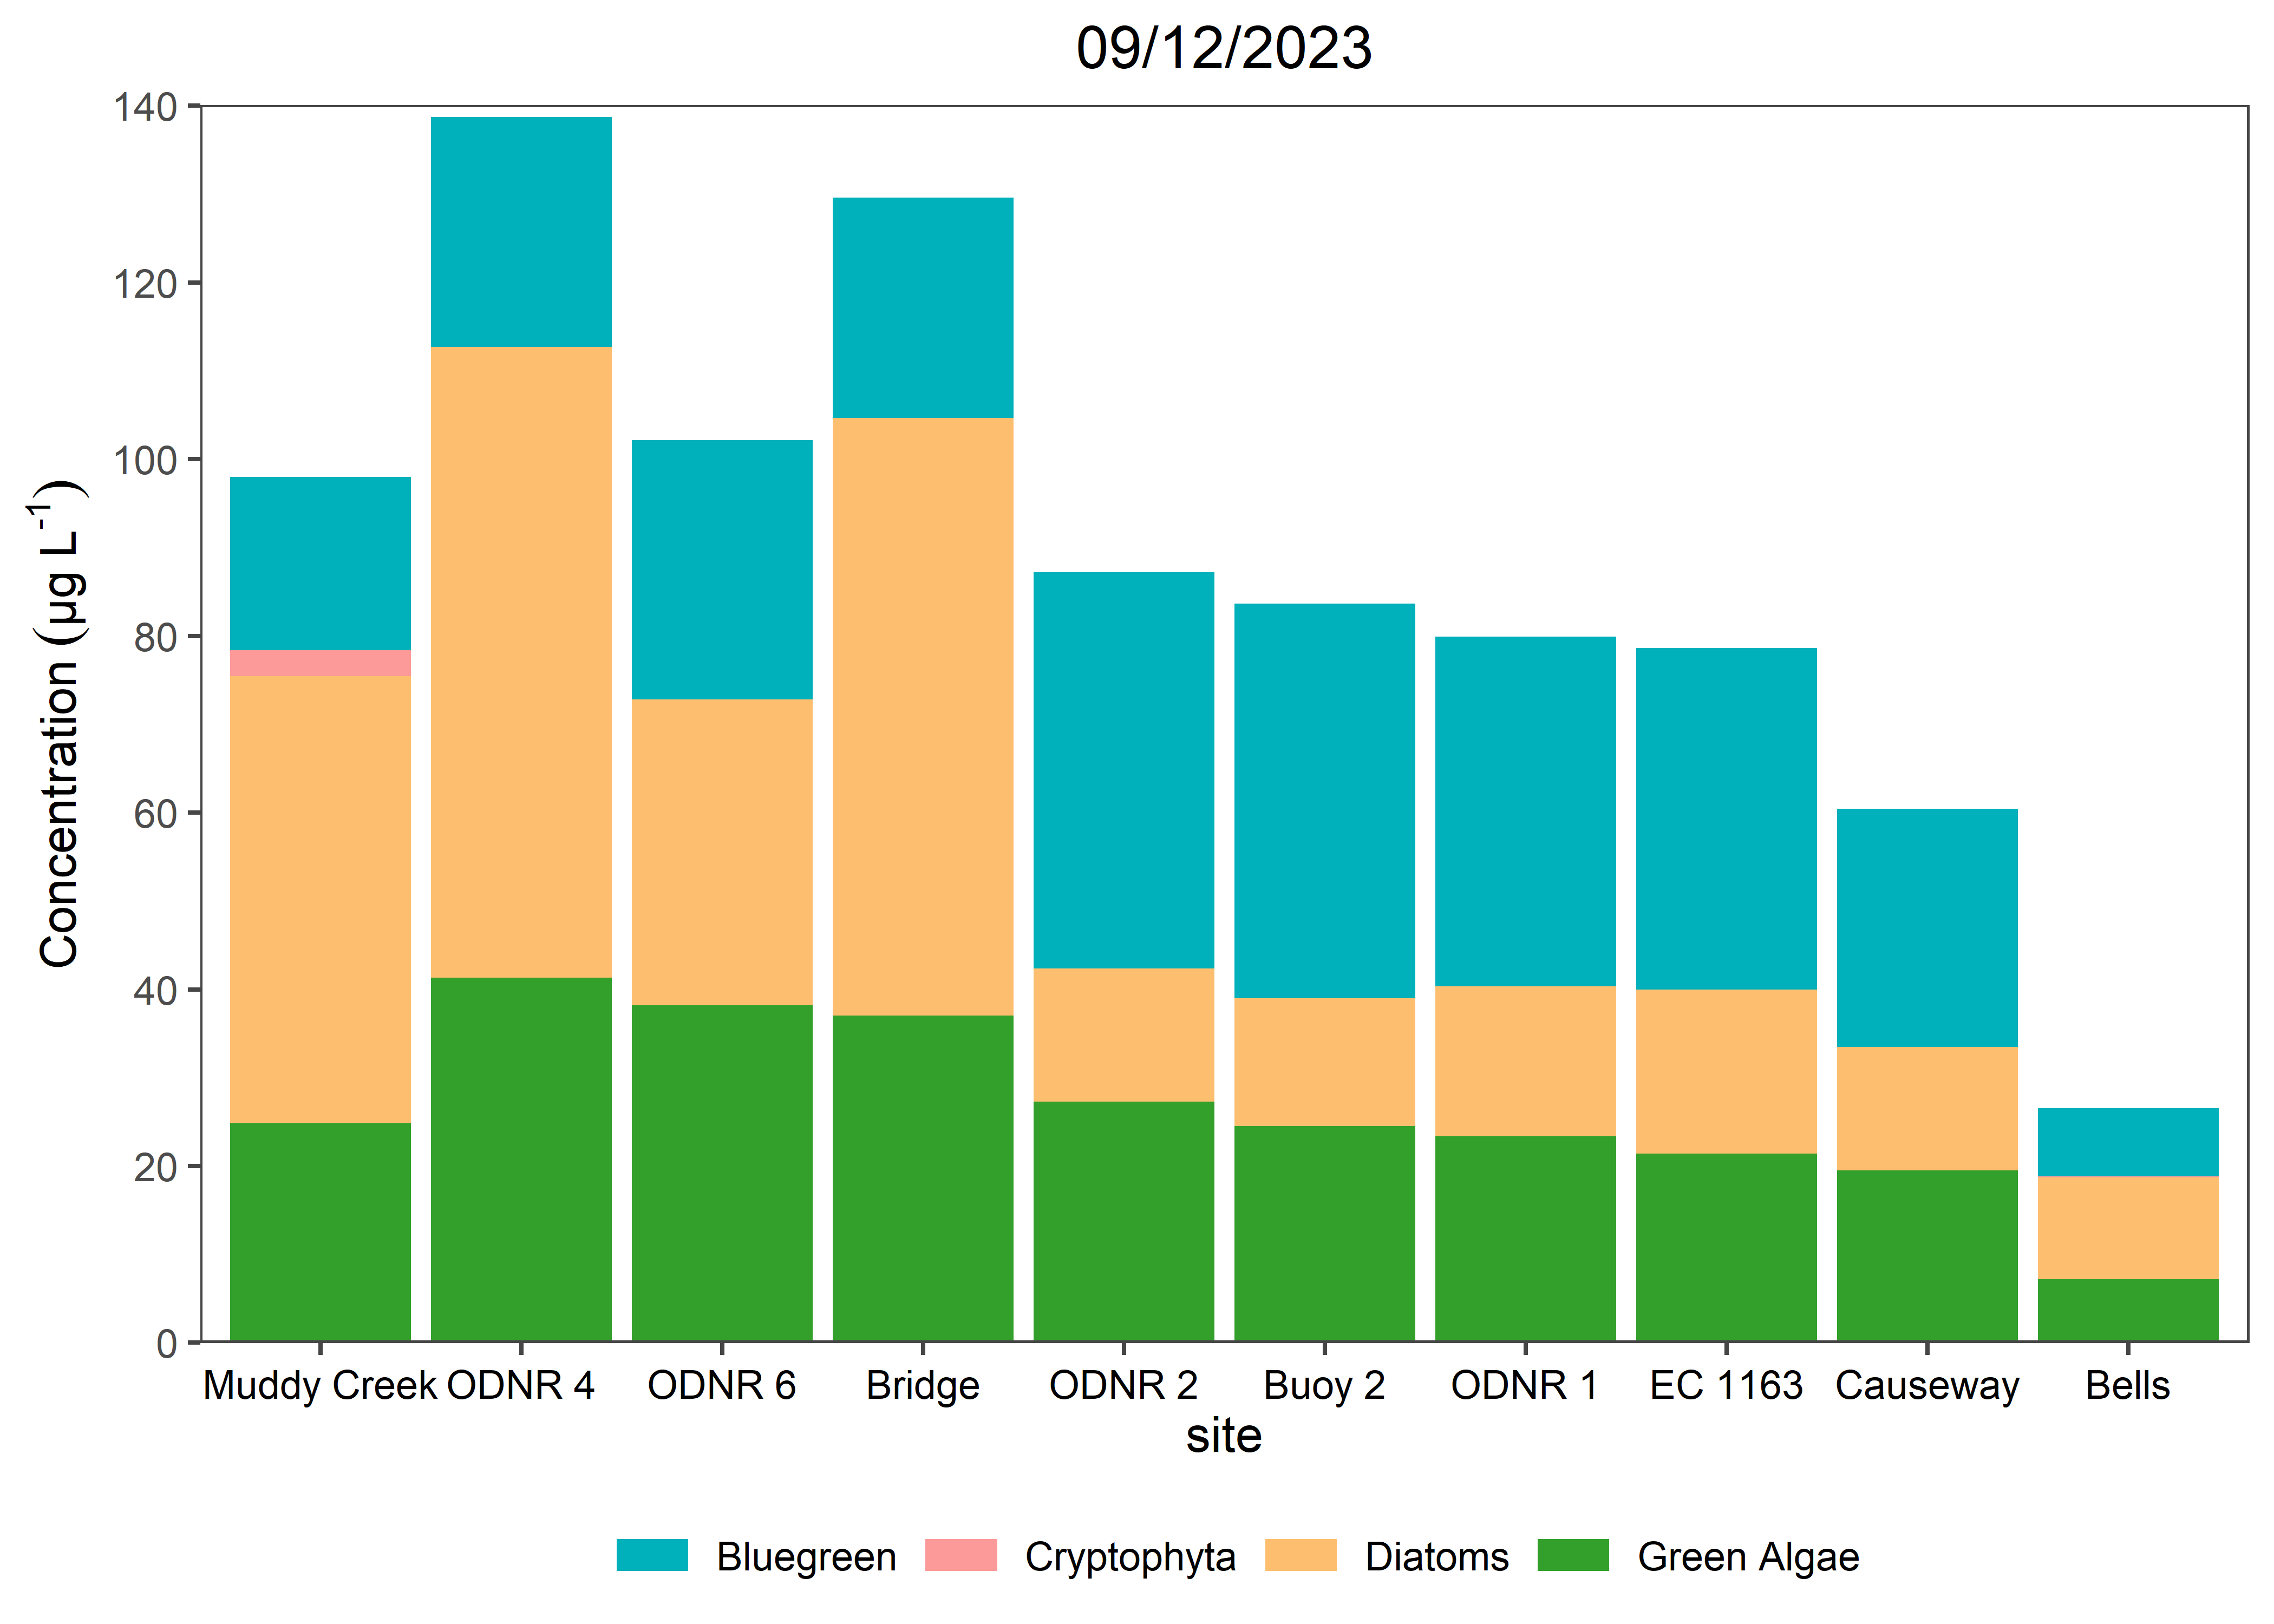 09/12/2023
Concentration (µg L⁻¹)
140
120
100
80
60
40
20
0
Muddy Creek ODNR 4 ODNR 6 Bridge ODNR 2 Buoy 2 ODNR 1 EC 1163 Causeway Bells
site
Bluegreen Cryptophyta Diatoms Green Algae